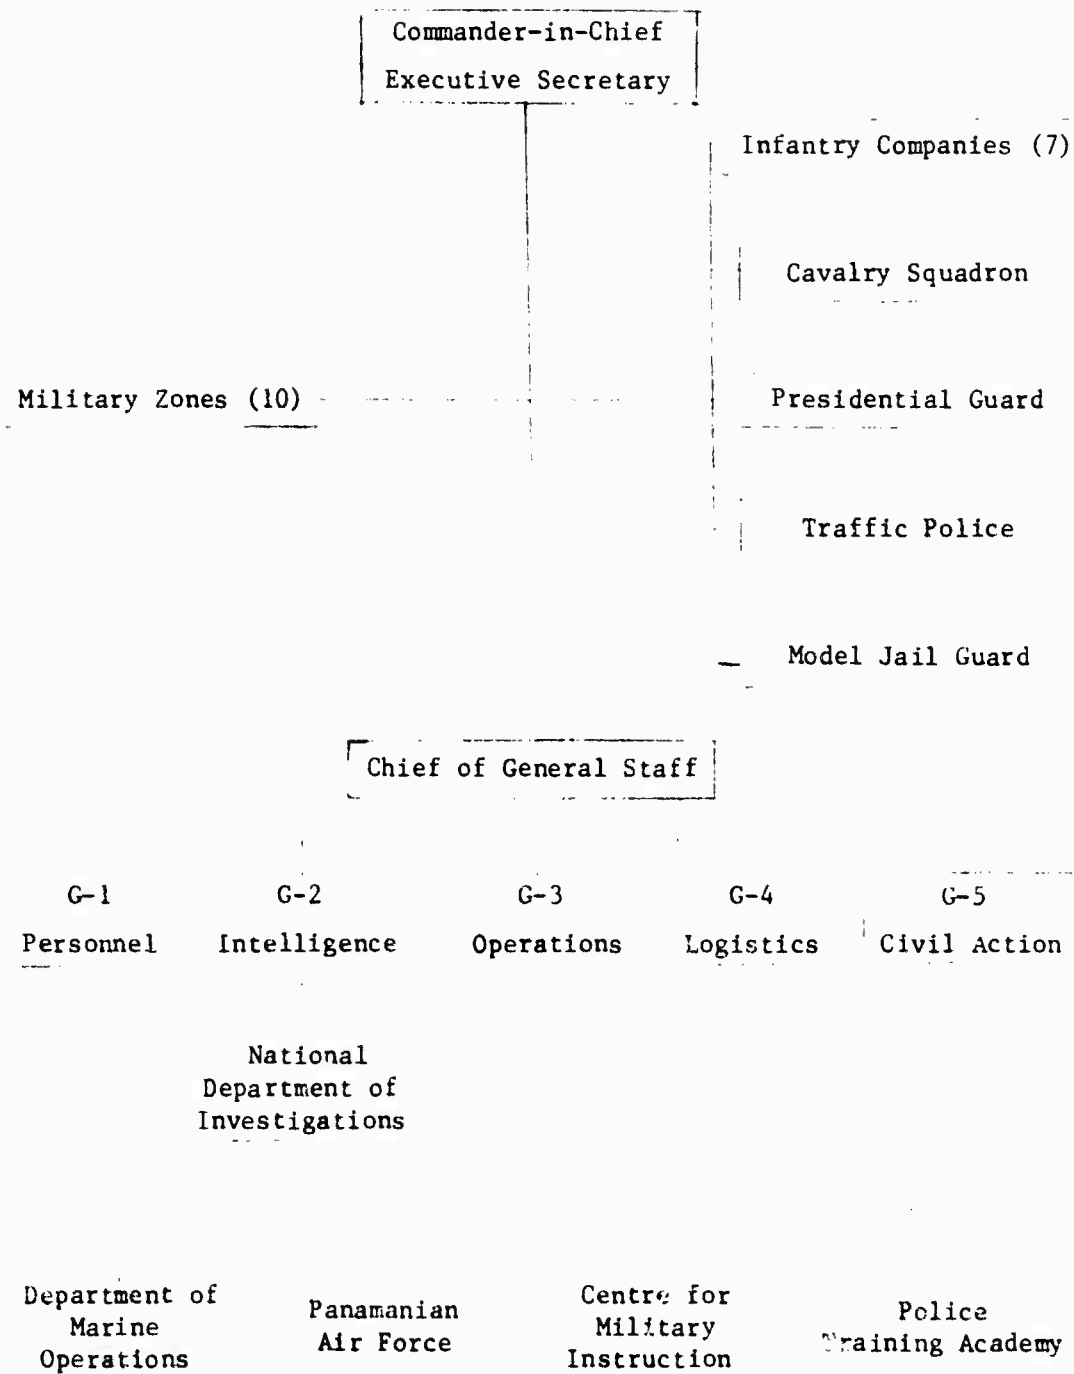 Commander-in-Chief
Executive Secretary
Infantry Companies (7)
Cavalry Squadron
Military Zones (10)
Presidential Guard
Traffic Police
Model Jail Guard
Chief of General Staff
G-1
Personnel
G-2
Intelligence
G-3
Operations
G-4
Logistics
G-5
Civil Action
National
Department of
Investigations
Department of
Marine
Operations
Panamanian
Air Force
Centre for
Military
Instruction
Police
Training Academy